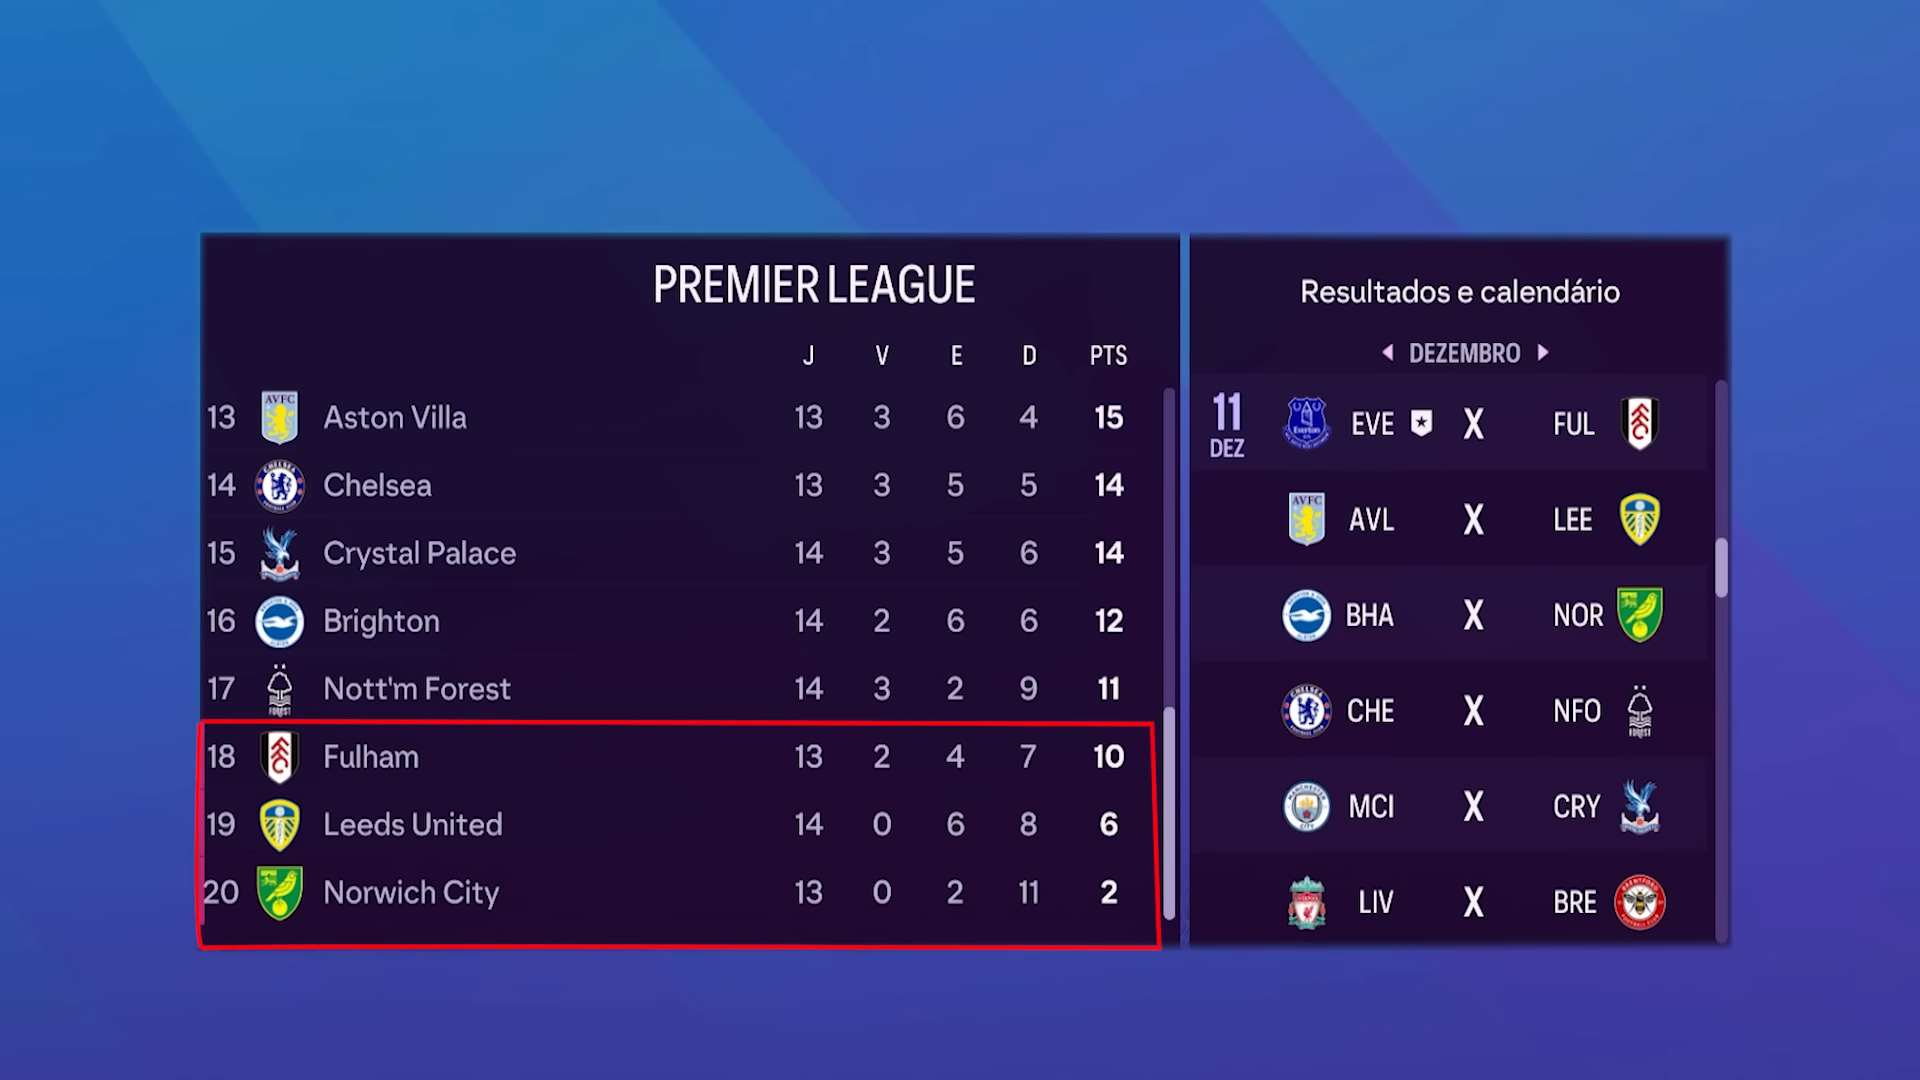 PREMIER LEAGUE
J V E D PTS
13 Aston Villa 13 3 6 4 15
14 Chelsea 13 3 5 5 14
15 Crystal Palace 14 3 5 6 14
16 Brighton 14 2 6 6 12
17 Nott'm Forest 14 3 2 9 11
18 Fulham 13 2 4 7 10
19 Leeds United 14 0 6 8 6
20 Norwich City 13 0 2 11 2
Resultados e calendário
DEZEMBRO
11 DEZ
EVE X FUL
AVL X LEE
BHA X NOR
CHE X NFO
MCI X CRY
LIV X BRE